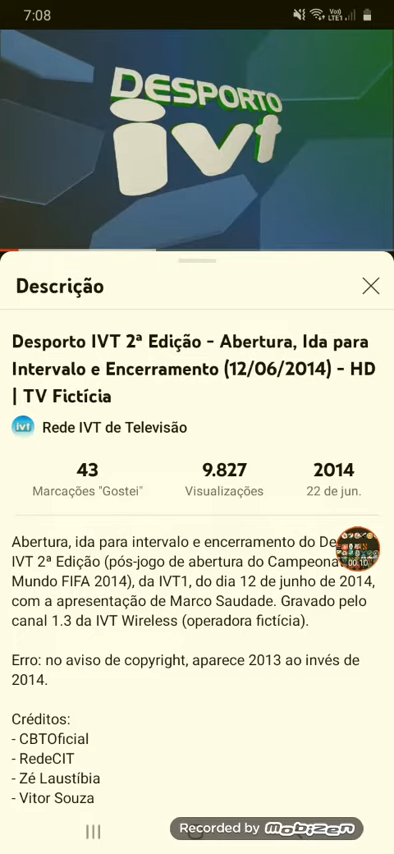 7:08
Vo)
LTE1
DESPORTO
ivt
Descrição
Desporto IVT 2ª Edição - Abertura, Ida para
Intervalo e Encerramento (12/06/2014) - HD
| TV Fictícia
ivt
Rede IVT de Televisão
43
9.827
2014
Marcações "Gostei"
Visualizações
22 de jun.
Abertura, ida para intervalo e encerramento do De
IVT 2ª Edição (pós-jogo de abertura do Campeona
00:10
Mundo FIFA 2014), da IVT1, do dia 12 de junho de 2014,
com a apresentação de Marco Saudade. Gravado pelo
canal 1.3 da IVT Wireless (operadora fictícia).
Erro: no aviso de copyright, aparece 2013 ao invés de
2014.
Créditos:
- CBTOficial
- RedeCIT
- Zé Laustíbia
- Vitor Souza
Recorded by Mobizen